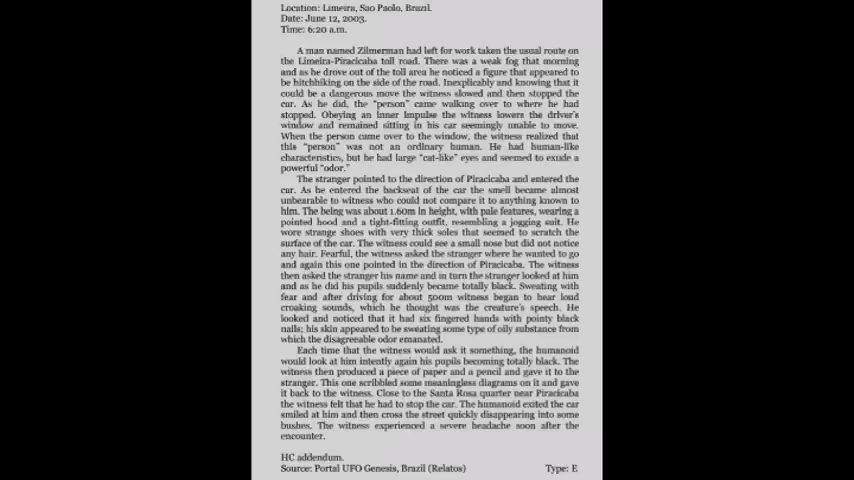 Location: Limeira, Sao Paolo, Brazil.
Date: June 12, 2003.
Time: 6:20 a.m.
A man named Zilmerman had left for work taken the usual route on
the Limeira-Piracicaba toll road. There was a weak fog that morning
and as he drove out of the toll area he noticed a figure that appeared to
be hitchhiking on the side of the road. Inexplicably and knowing that it
could be a dangerous move the witness slowed and then stopped the
car. As he did, the "person" came walking over to where he had
stopped. Obeying an inner impulse the witness lowers the driver's
window and remained sitting in his car seemingly unable to move.
When the person came over to the window, the witness realized that
this "person" was not an ordinary human. He had human-like
characteristics, but he had large "cat-like" eyes and seemed to exude a
powerful "odor."
The stranger pointed to the direction of Piracicaba and entered the
car. As he entered the backseat of the car the smell became almost
unbearable to witness who could not compare it to anything known to
him. The being was about 1.60m in height, with pale features, wearing a
pointed hood and a tight-fitting outfit, resembling a jogging suit. He
wore strange shoes with very thick soles that seemed to scratch the
surface of the car. The witness could see a small nose but did not notice
any hair. Fearful, the witness asked the stranger where he wanted to go
and again this one pointed in the direction of Piracicaba. The witness
then asked the stranger his name and in turn the stranger looked at him
and as he did his pupils suddenly became totally black. Sweating with
fear and after driving for about 500m witness began to hear loud
croaking sounds, which he thought was the creature's speech. He
looked and noticed that it had six fingered hands with pointy black
nails; his skin appeared to be sweating some type of oily substance from
which the disagreeable odor emanated.
Each time that the witness would ask it something, the humanoid
would look at him intently again his pupils becoming totally black. The
witness then produced a piece of paper and a pencil and gave it to the
stranger. This one scribbled some meaningless diagrams on it and gave
it back to the witness. Close to the Santa Rosa quarter near Piracicaba
the witness felt that he had to stop the car. The humanoid exited the car
smiled at him and then cross the street quickly disappearing into some
bushes. The witness experienced a severe headache soon after the
encounter.
HC addendum.
Source: Portal UFO Genesis, Brazil (Relatos) Type: E